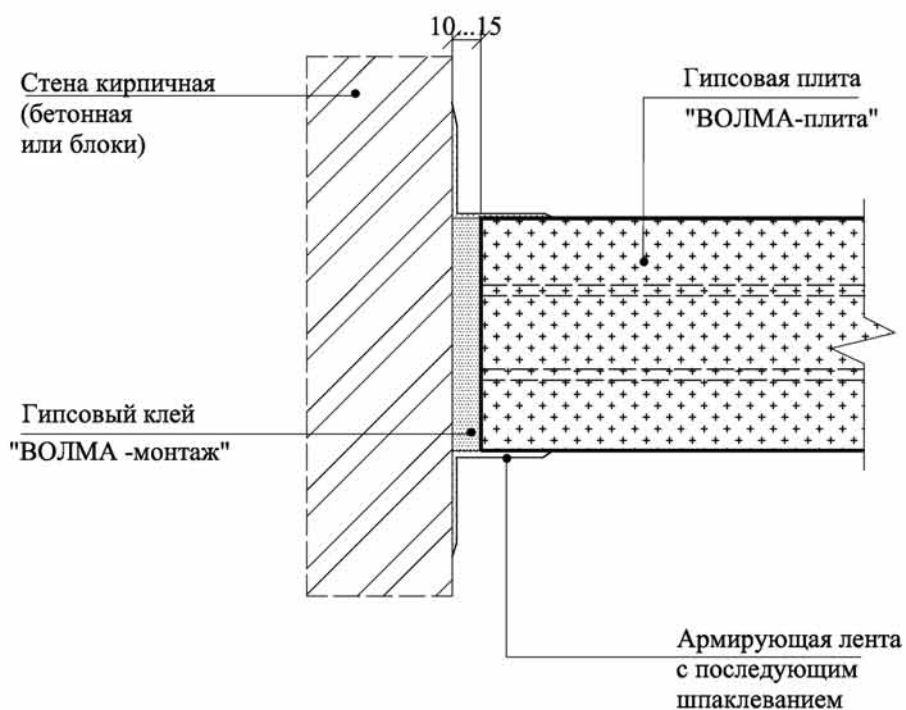 10...15
Стена кирпичная
(бетонная
или блоки)
Гипсовая плита
"ВОЛМА-плита"
Гипсовый клей
"ВОЛМА -монтаж"
Армирующая лента
с последующим
шпаклеванием